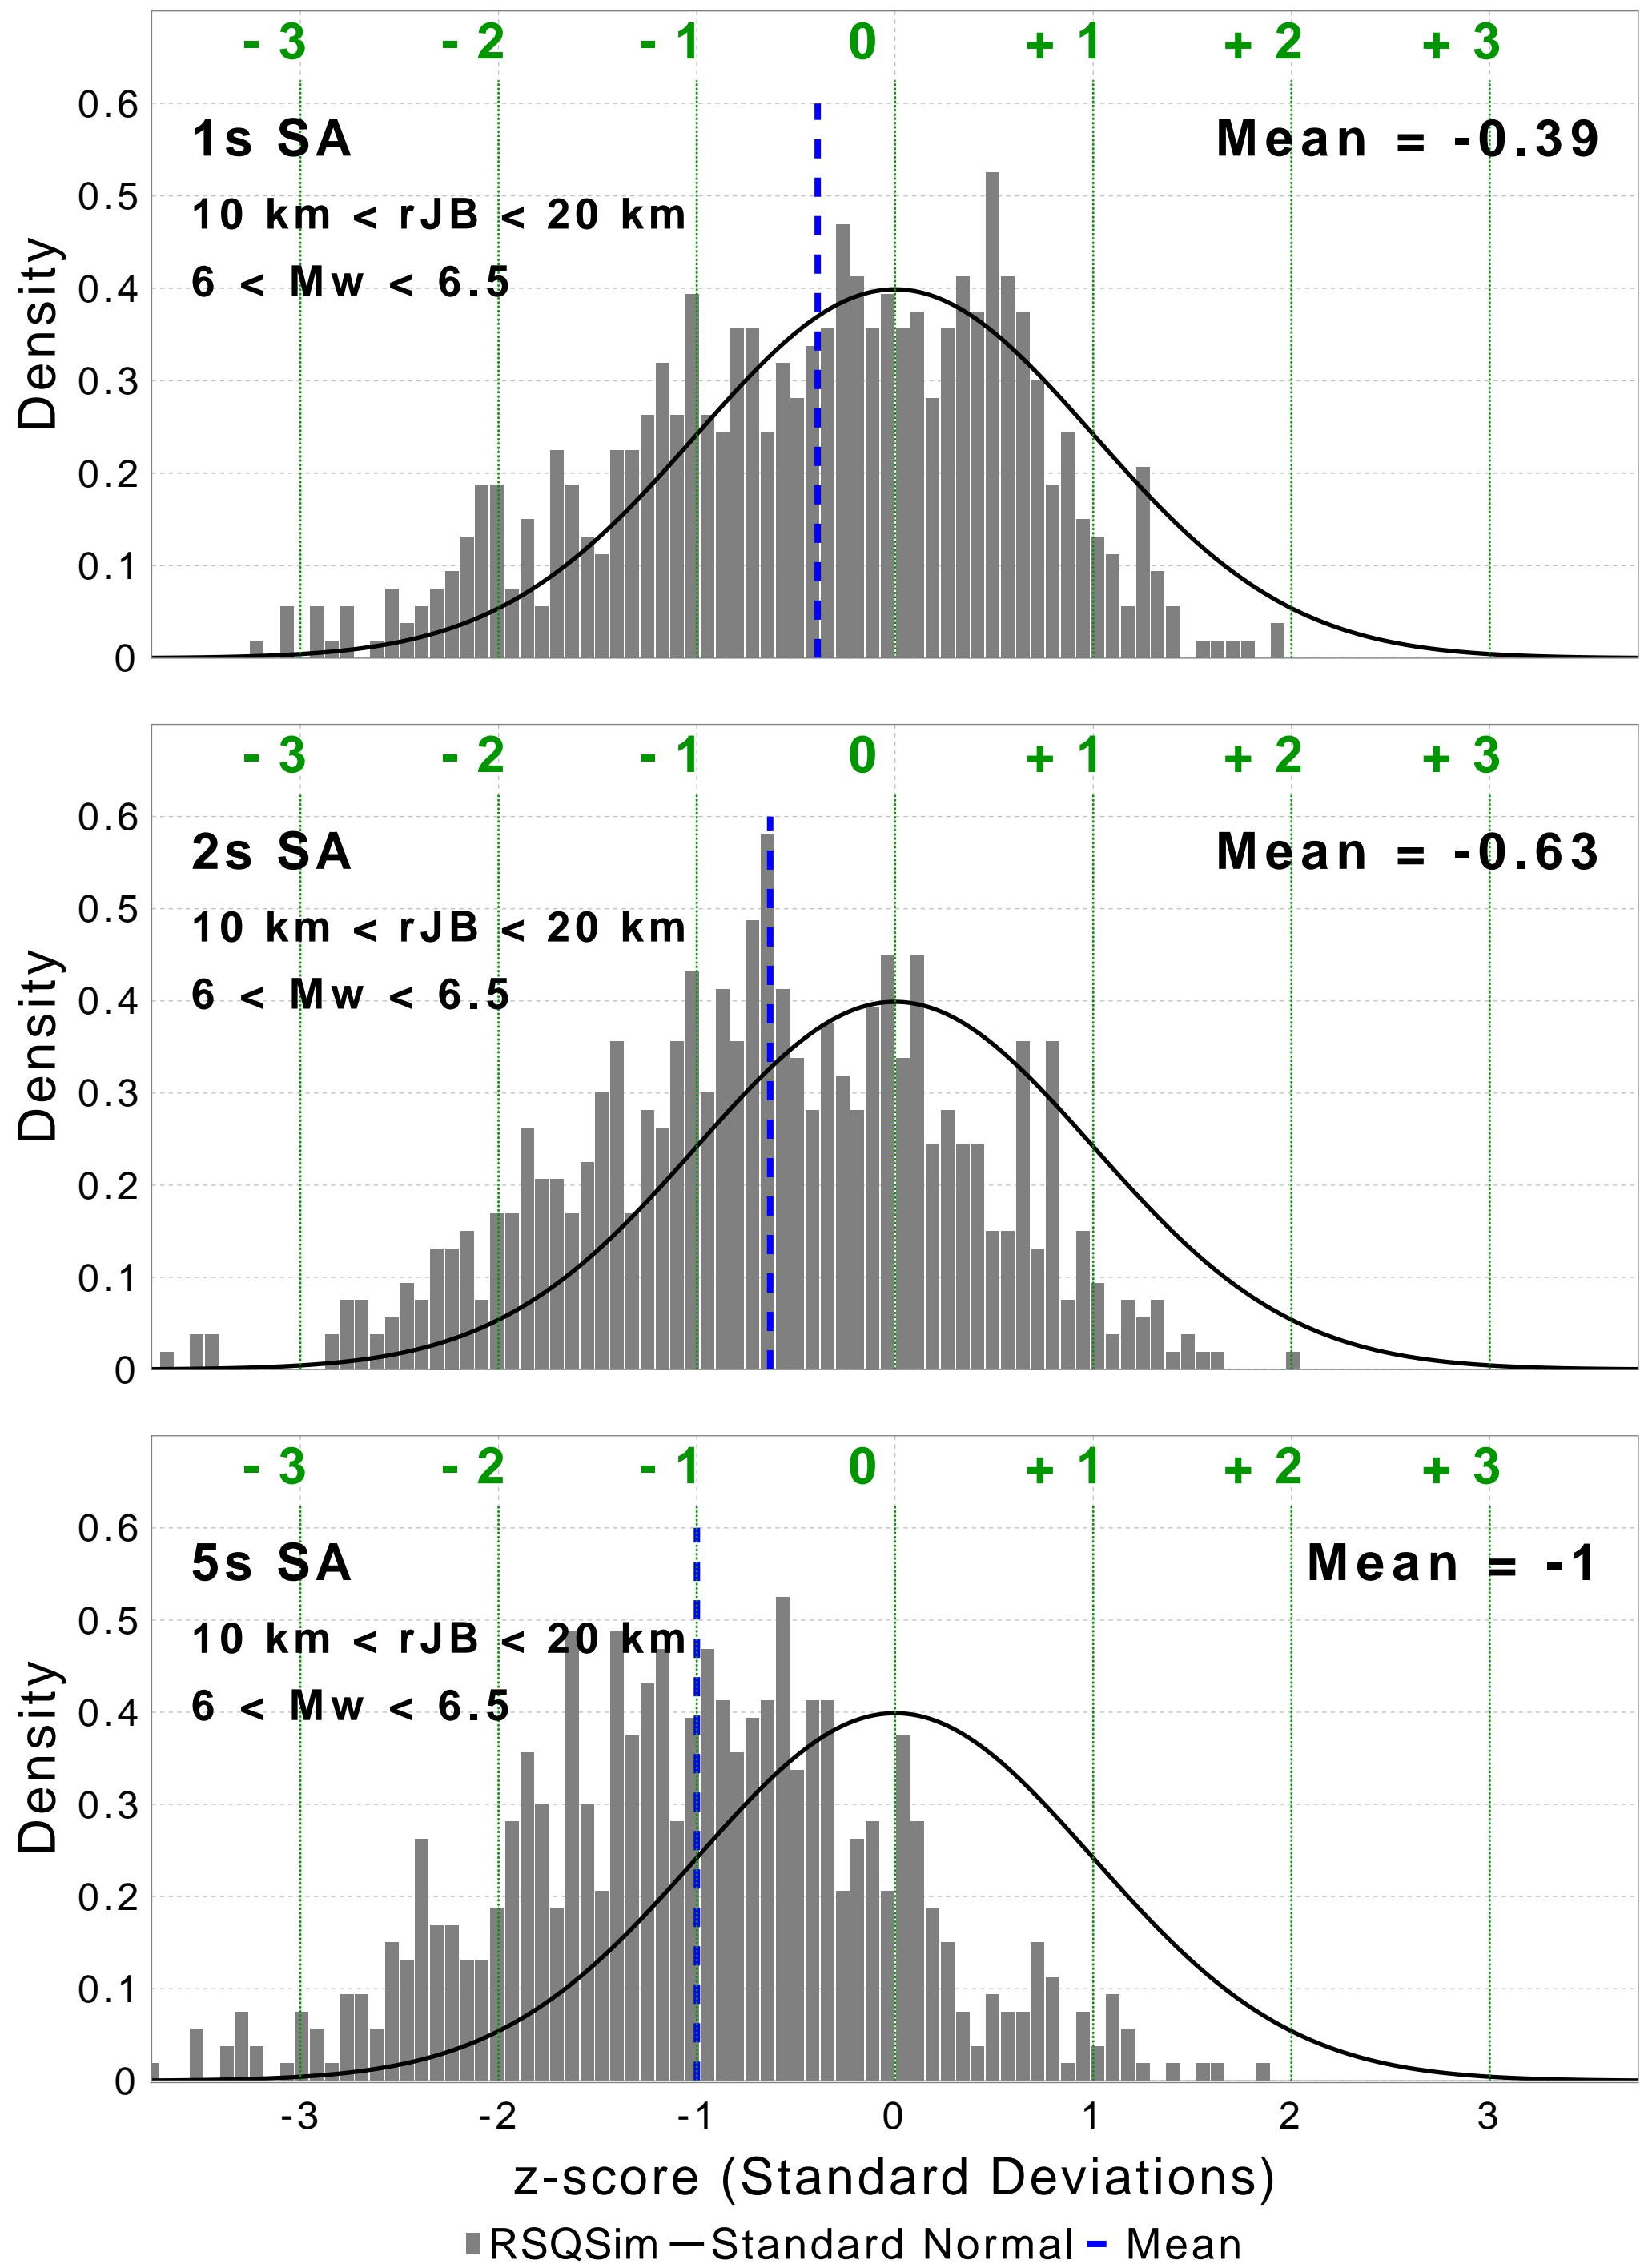 - 3 - 2 - 1 0 + 1 + 2 + 3
0.6
1s SA Mean = -0.39
0.5
10 km < rJB < 20 km
0.4
6 < Mw < 6.5
Density
0.3
0.2
0.1
0
- 3 - 2 - 1 0 + 1 + 2 + 3
0.6
2s SA Mean = -0.63
0.5
10 km < rJB < 20 km
0.4
6 < Mw < 6.5
Density
0.3
0.2
0.1
0
- 3 - 2 - 1 0 + 1 + 2 + 3
0.6
5s SA Mean = -1
0.5
10 km < rJB < 20 km
0.4
6 < Mw < 6.5
Density
0.3
0.2
0.1
0
-3 -2 -1 0 1 2 3
z-score (Standard Deviations)
RSQSim Standard Normal Mean